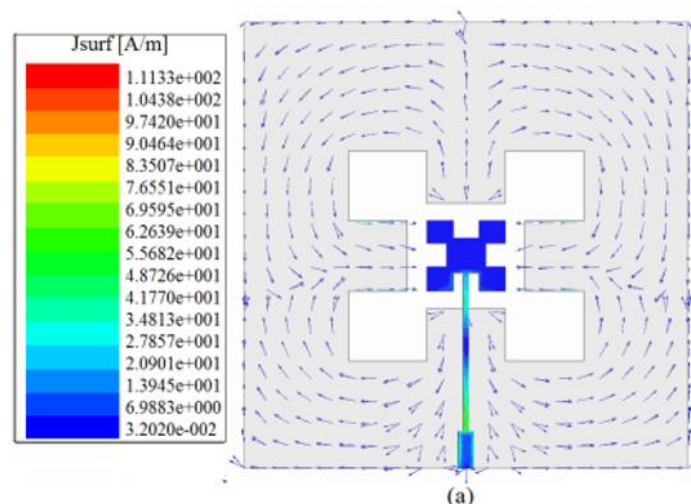 Jsurf [A/m]
1.1133e+002
1.0438e+002
9.7420e+001
9.0464e+001
8.3507e+001
7.6551e+001
6.9595e+001
6.2639e+001
5.5682e+001
4.8726e+001
4.1770e+001
3.4813e+001
2.7857e+001
2.0901e+001
1.3945e+001
6.9883e+000
3.2020e-002
(a)